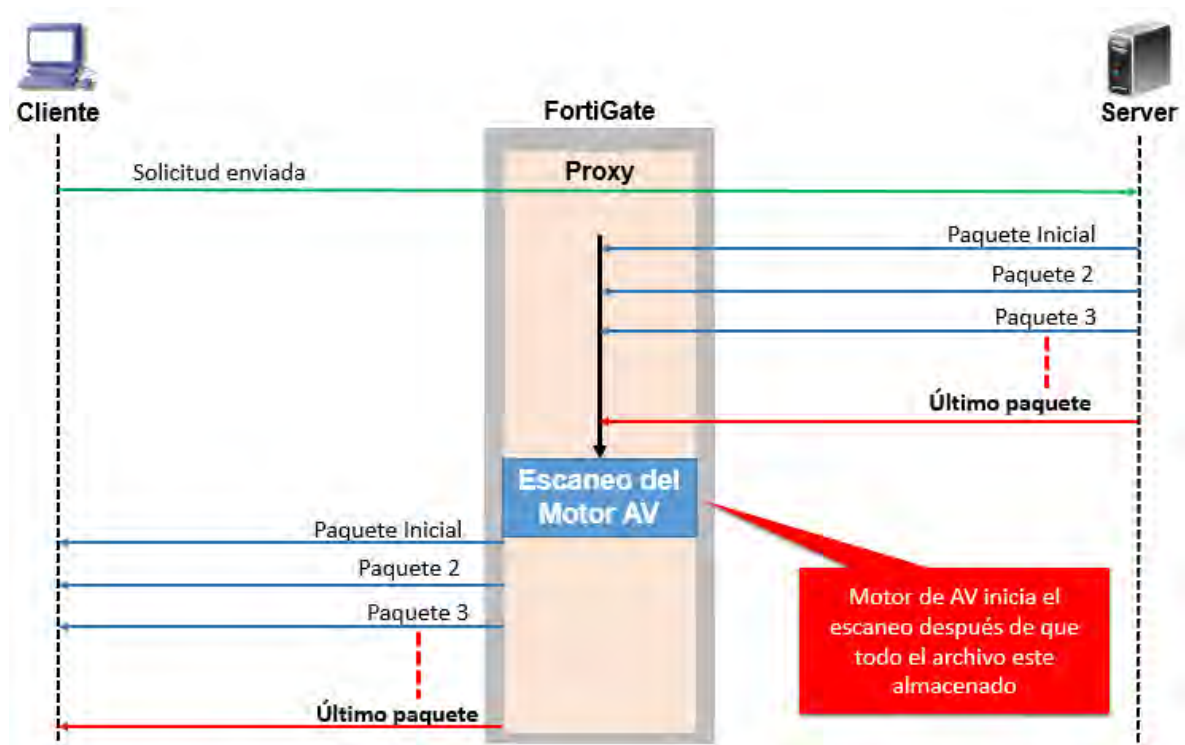 Cliente
FortiGate
Server
Solicitud enviada
Proxy
Paquete Inicial
Paquete 2
Paquete 3
Último paquete
Escaneo del
Motor AV
Paquete Inicial
Paquete 2
Paquete 3
Último paquete
Motor de AV inicia el
escaneo después de que
todo el archivo este
almacenado